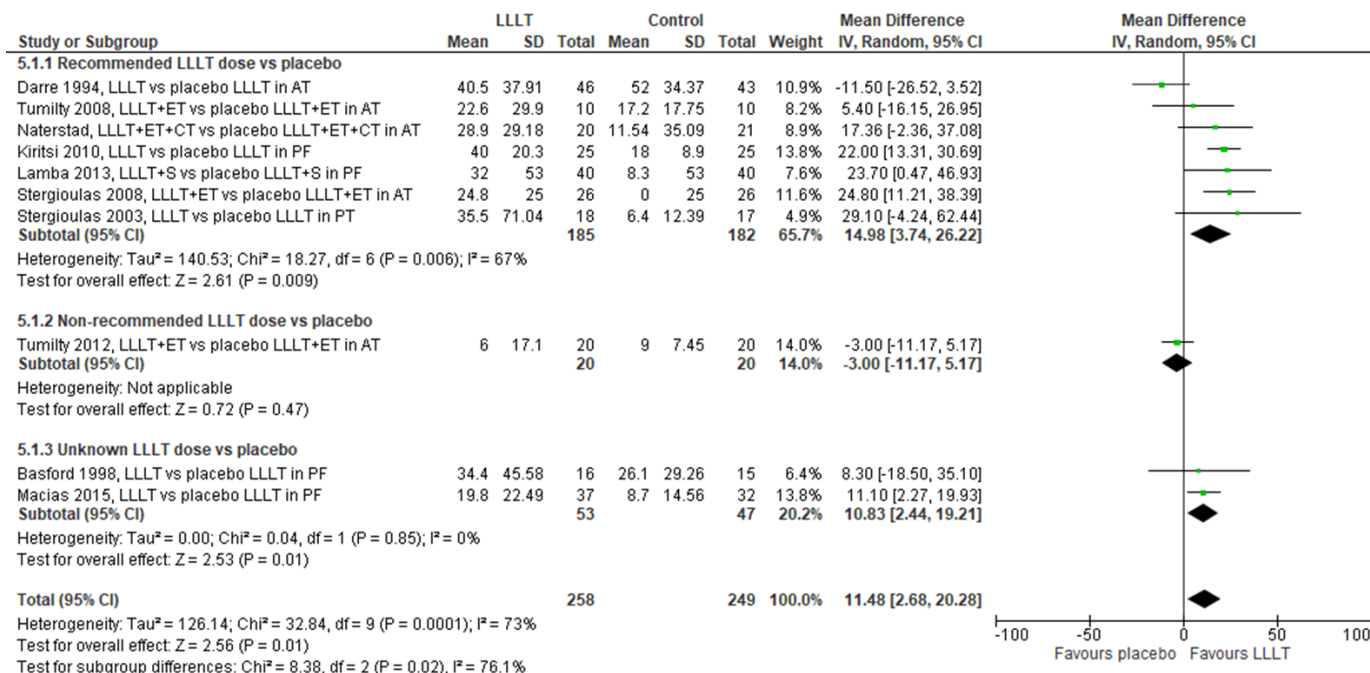 LLLT Control Mean Difference Mean Difference
Study or Subgroup Mean SD Total Mean SD Total Weight IV, Random, 95% CI IV, Random, 95% CI
5.1.1 Recommended LLLT dose vs placebo
Darre 1994, LLLT vs placebo LLLT in AT 40.5 37.91 46 52 34.37 43 10.9% -11.50 [-26.52, 3.52]
Tumilty 2008, LLLT+ET vs placebo LLLT+ET in AT 22.6 29.9 10 17.2 17.75 10 8.2% 5.40 [-16.15, 26.95]
Naterstad, LLLT+ET+CT vs placebo LLLT+ET+CT in AT 28.9 29.18 20 11.54 35.09 21 8.9% 17.36 [-2.36, 37.08]
Kiritsi 2010, LLLT vs placebo LLLT in PF 40 20.3 25 18 8.9 25 13.8% 22.00 [13.31, 30.69]
Lamba 2013, LLLT+S vs placebo LLLT+S in PF 32 53 40 8.3 53 40 7.6% 23.70 [0.47, 46.93]
Stergioulas 2008, LLLT+ET vs placebo LLLT+ET in AT 24.8 25 26 0 25 26 11.6% 24.80 [11.21, 38.39]
Stergioulas 2003, LLLT vs placebo LLLT in PT 35.5 71.04 18 6.4 12.39 17 4.9% 29.10 [-4.24, 62.44]
Subtotal (95% CI) 185 182 65.7% 14.98 [3.74, 26.22]
Heterogeneity: Tau² = 140.53; Chi² = 18.27, df = 6 (P = 0.006); I² = 67%
Test for overall effect: Z = 2.61 (P = 0.009)
5.1.2 Non-recommended LLLT dose vs placebo
Tumilty 2012, LLLT+ET vs placebo LLLT+ET in AT 6 17.1 20 9 7.45 20 14.0% -3.00 [-11.17, 5.17]
Subtotal (95% CI) 20 20 14.0% -3.00 [-11.17, 5.17]
Heterogeneity: Not applicable
Test for overall effect: Z = 0.72 (P = 0.47)
5.1.3 Unknown LLLT dose vs placebo
Basford 1998, LLLT vs placebo LLLT in PF 34.4 45.58 16 26.1 29.26 15 6.4% 8.30 [-18.50, 35.10]
Macias 2015, LLLT vs placebo LLLT in PF 19.8 22.49 37 8.7 14.56 32 13.8% 11.10 [2.27, 19.93]
Subtotal (95% CI) 53 47 20.2% 10.83 [2.44, 19.21]
Heterogeneity: Tau² = 0.00; Chi² = 0.04, df = 1 (P = 0.85); I² = 0%
Test for overall effect: Z = 2.53 (P = 0.01)
Total (95% CI) 258 249 100.0% 11.48 [2.68, 20.28]
Heterogeneity: Tau² = 126.14; Chi² = 32.84, df = 9 (P = 0.0001); I² = 73%
Test for overall effect: Z = 2.56 (P = 0.01)
Test for subgroup differences: Chi² = 8.38, df = 2 (P = 0.02), I² = 76.1%
-100 -50 0 50 100
Favours placebo Favours LLLT